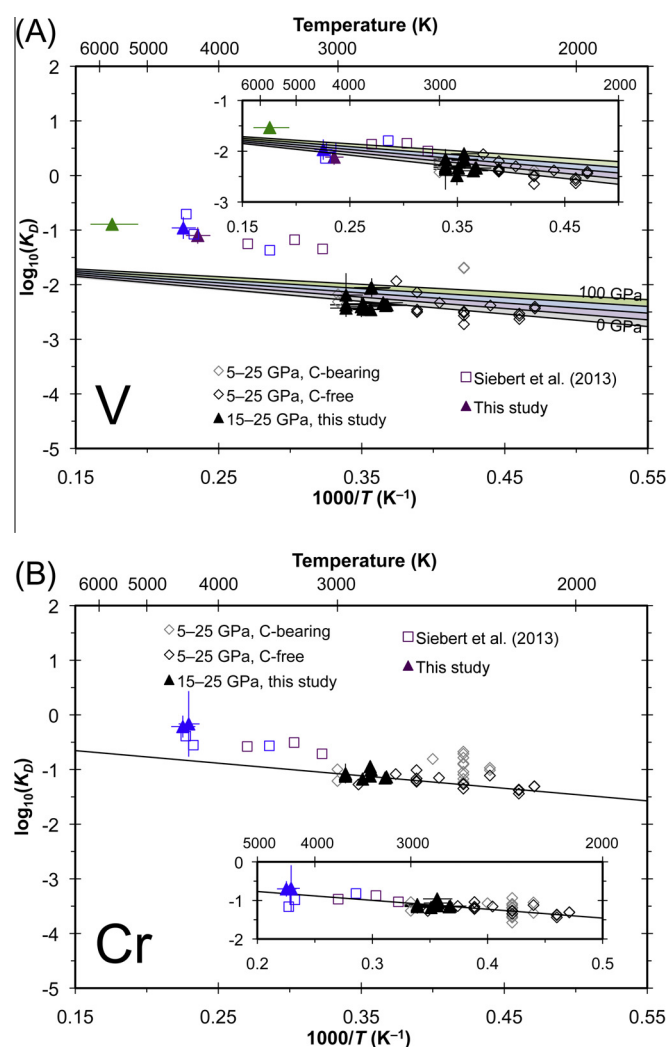 (A)
Temperature (K)
6000 5000 4000 3000 2000
2
1
0
-1
-2
-3
-4
-5
log10(KD)
6000 5000 4000 3000 2000
-1
-2
-3
0.15 0.25 0.35 0.45
100 GPa
0 GPa
V
5–25 GPa, C-bearing
5–25 GPa, C-free
15–25 GPa, this study
Siebert et al. (2013)
This study
0.15 0.25 0.35 0.45 0.55
1000/T (K–1)
(B)
Temperature (K)
6000 5000 4000 3000 2000
2
1
0
-1
-2
-3
-4
-5
log10(KD)
5–25 GPa, C-bearing
5–25 GPa, C-free
15–25 GPa, this study
Siebert et al. (2013)
This study
5000 4000 3000 2000
0
-1
-2
0.2 0.3 0.4 0.5
Cr
0.15 0.25 0.35 0.45 0.55
1000/T (K–1)